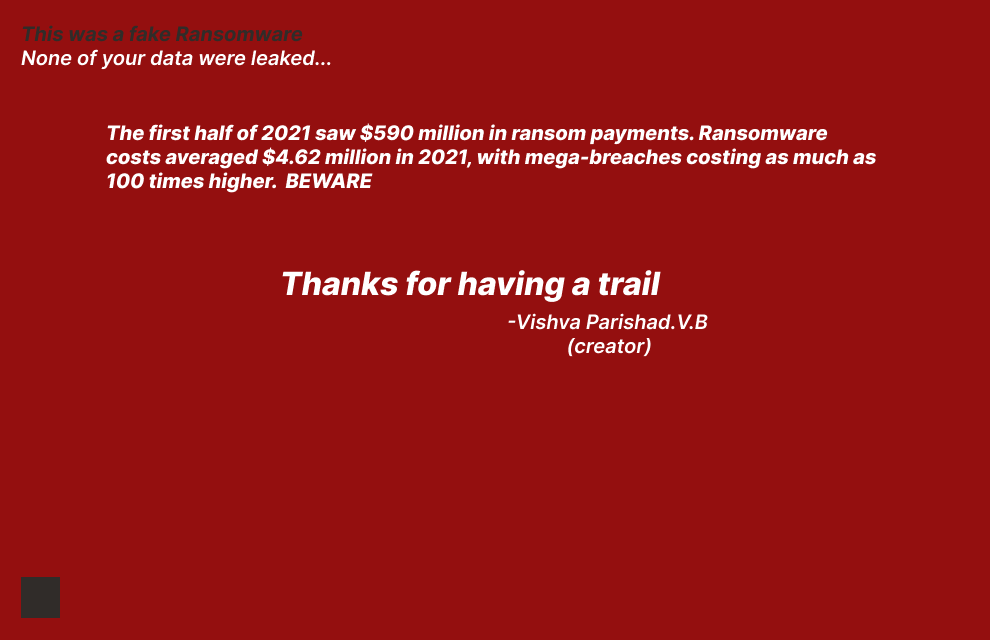 This was a fake Ransomware
None of your data were leaked...
The first half of 2021 saw $590 million in ransom payments. Ransomware
costs averaged $4.62 million in 2021, with mega-breaches costing as much as
100 times higher.  BEWARE
Thanks for having a trail
-Vishva Parishad.V.B
(creator)